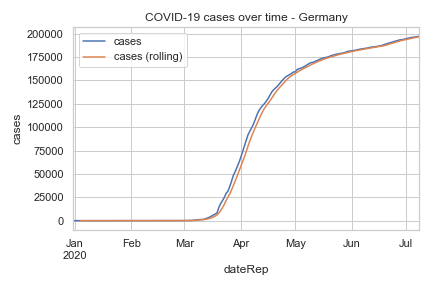 COVID-19 cases over time - Germany
cases
cases (rolling)
200000
175000
150000
125000
100000
75000
50000
25000
0
cases
Jan Feb Mar Apr May Jun Jul
2020
dateRep